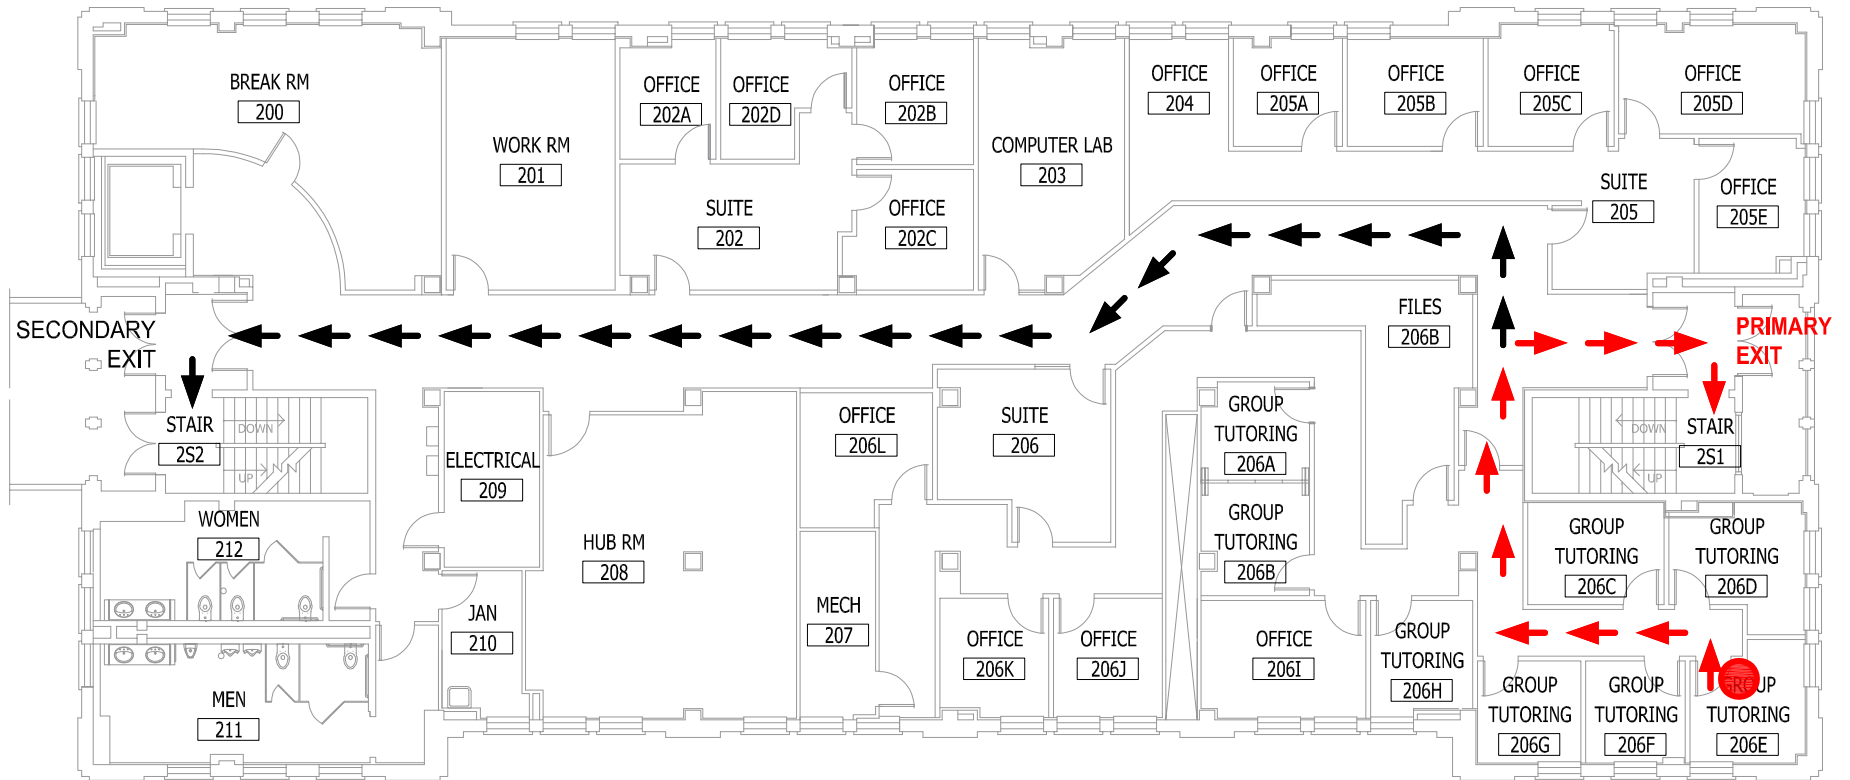 BREAK RM
200
WORK RM
201
OFFICE
202A
OFFICE
202D
OFFICE
202B
OFFICE
202C
SUITE
202
COMPUTER LAB
203
OFFICE
204
OFFICE
205A
OFFICE
205B
OFFICE
205C
OFFICE
205D
SUITE
205
OFFICE
205E
SECONDARY
EXIT
FILES
206B
PRIMARY
EXIT
STAIR
2S2
DOWN
UP
ELECTRICAL
209
OFFICE
206L
SUITE
206
GROUP
TUTORING
206A
GROUP
TUTORING
206B
STAIR
2S1
DOWN
UP
WOMEN
212
HUB RM
208
GROUP
TUTORING
206C
GROUP
TUTORING
206D
JAN
210
MECH
207
OFFICE
206K
OFFICE
206J
OFFICE
206I
GROUP
TUTORING
206H
MEN
211
GROUP
TUTORING
206G
GROUP
TUTORING
206F
GROUP
TUTORING
206E